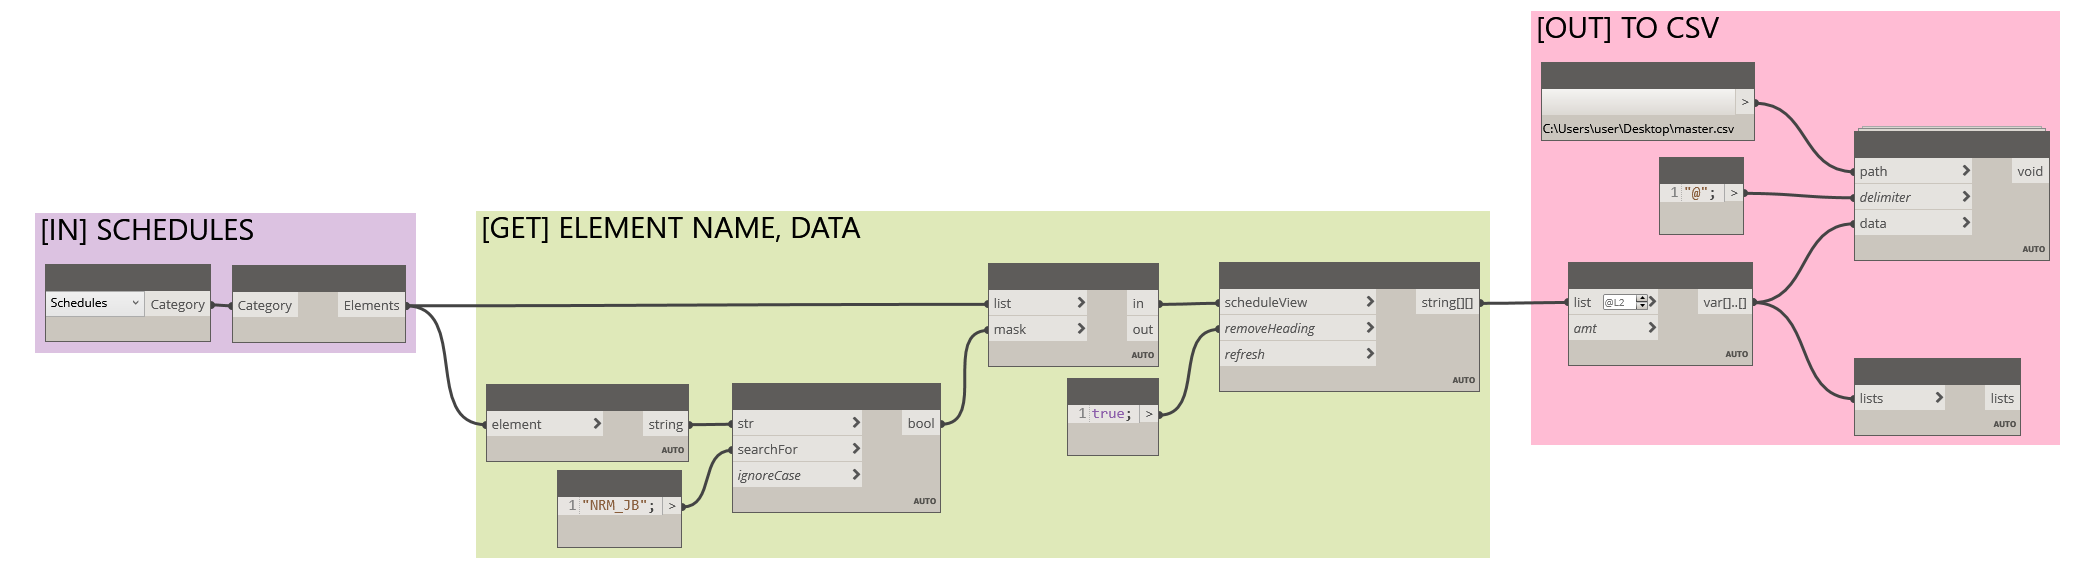 [IN] SCHEDULES
Schedules
Category
Category
Elements
[GET] ELEMENT NAME, DATA
element
string
AUTO
1 "NRM_JB"; >
str
searchFor
ignoreCase
bool
AUTO
list
mask
in
out
AUTO
1 true; >
scheduleView
removeHeading
refresh
string[][]
AUTO
[OUT] TO CSV
>
C:\Users\user\Desktop\master.csv
1 "@"; >
path
delimiter
data
void
AUTO
list @L2
amt
var[]..[]
AUTO
lists
lists
AUTO